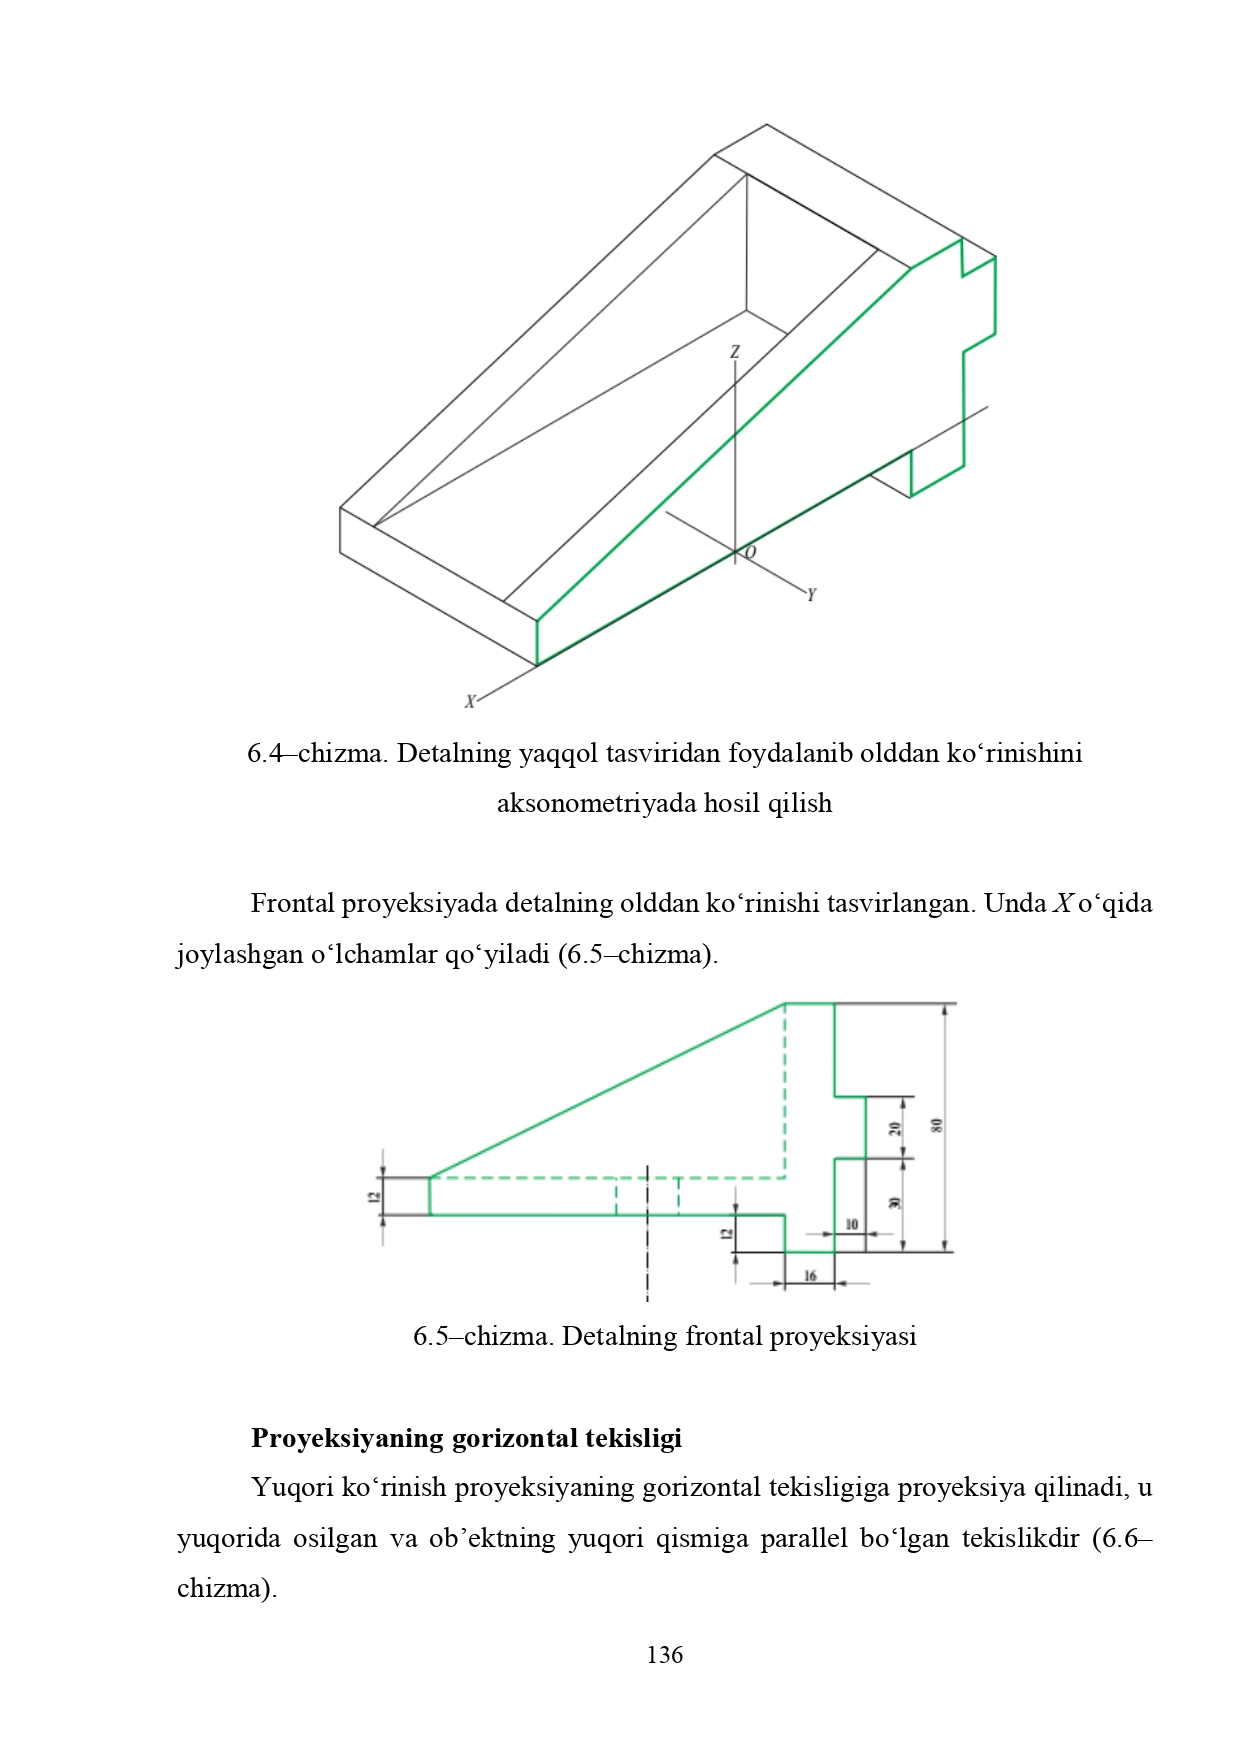 Z
O
Y
X
6.4–chizma. Detalning yaqqol tasviridan foydalanib olddan ko‘rinishini
aksonometriyada hosil qilish
Frontal proyeksiyada detalning olddan ko‘rinishi tasvirlangan. Unda X o‘qida
joylashgan o‘lchamlar qo‘yiladi (6.5–chizma).
20
80
12
30
12
10
16
6.5–chizma. Detalning frontal proyeksiyasi
Proyeksiyaning gorizontal tekisligi
Yuqori ko‘rinish proyeksiyaning gorizontal tekisligiga proyeksiya qilinadi, u
yuqorida osilgan va ob’ektning yuqori qismiga parallel bo‘lgan tekislikdir (6.6–
chizma).
136